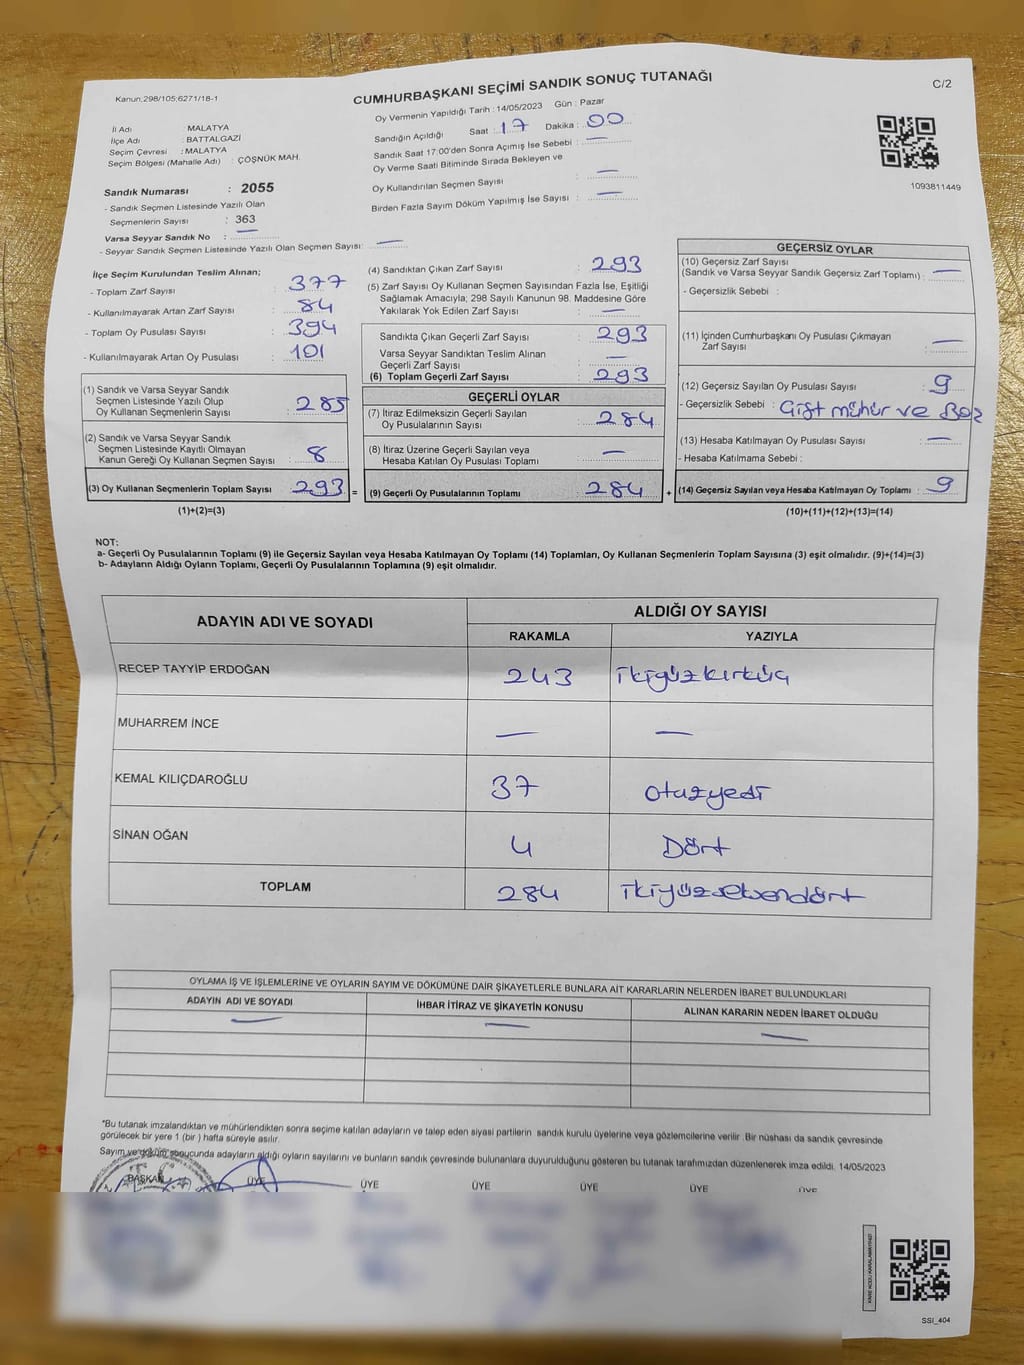 Kanun,298/105;6271/18-1
CUMHURBAŞKANI SEÇİMİ SANDIK SONUÇ TUTANAĞI
C/2
İl Adı : MALATYA
İlçe Adı : BATTALGAZİ
Seçim Çevresi : MALATYA
Seçim Bölgesi (Mahalle Adı) : ÇÖŞNÜK MAH.
Sandık Numarası : 2055
- Sandık Seçmen Listesinde Yazılı Olan
Seçmenlerin Sayısı : 363
Varsa Seyyar Sandık No : —
- Seyyar Sandık Seçmen Listesinde Yazılı Olan Seçmen Sayısı: —
Oy Vermenin Yapıldığı Tarih : 14/05/2023 Gün : Pazar
Sandığın Açıldığı Saat : 17 Dakika : 00
Sandık Saat 17:00'den Sonra Açımış İse Sebebi : —
Oy Verme Saati Bitiminde Sırada Bekleyen ve
Oy Kullandırılan Seçmen Sayısı : —
Birden Fazla Sayım Döküm Yapılmış İse Sayısı : —
1093811449
İlçe Seçim Kurulundan Teslim Alınan;
- Toplam Zarf Sayısı : 377
- Kullanılmayarak Artan Zarf Sayısı : 84
- Toplam Oy Pusulası Sayısı : 394
- Kullanılmayarak Artan Oy Pusulası : 101
(1) Sandık ve Varsa Seyyar Sandık
Seçmen Listesinde Yazılı Olup
Oy Kullanan Seçmenlerin Sayısı : 285
(2) Sandık ve Varsa Seyyar Sandık
Seçmen Listesinde Kayıtlı Olmayan
Kanun Gereği Oy Kullanan Seçmen Sayısı : 8
(3) Oy Kullanan Seçmenlerin Toplam Sayısı : 293 =
(1)+(2)=(3)
(4) Sandıktan Çıkan Zarf Sayısı : 293
(5) Zarf Sayısı Oy Kullanan Seçmen Sayısından Fazla İse, Eşitliği
Sağlamak Amacıyla; 298 Sayılı Kanunun 98. Maddesine Göre
Yakılarak Yok Edilen Zarf Sayısı : —
Sandıkta Çıkan Geçerli Zarf Sayısı : 293
Varsa Seyyar Sandıktan Teslim Alınan
Geçerli Zarf Sayısı : —
(6) Toplam Geçerli Zarf Sayısı : 293
GEÇERLİ OYLAR
(7) İtiraz Edilmeksizin Geçerli Sayılan
Oy Pusulalarının Sayısı : 284
(8) İtiraz Üzerine Geçerli Sayılan veya
Hesaba Katılan Oy Pusulası Toplamı : —
(9) Geçerli Oy Pusulalarının Toplamı : 284 +
GEÇERSİZ OYLAR
(10) Geçersiz Zarf Sayısı
(Sandık ve Varsa Seyyar Sandık Geçersiz Zarf Toplamı) : —
- Geçersizlik Sebebi :
(11) İçinden Cumhurbaşkanı Oy Pusulası Çıkmayan
Zarf Sayısı : —
(12) Geçersiz Sayılan Oy Pusulası Sayısı : 9
- Geçersizlik Sebebi : Çift mühür ve Boş
(13) Hesaba Katılmayan Oy Pusulası Sayısı : —
- Hesaba Katılmama Sebebi :
(14) Geçersiz Sayılan veya Hesaba Katılmayan Oy Toplamı : 9
(10)+(11)+(12)+(13)=(14)
NOT:
a- Geçerli Oy Pusulalarının Toplamı (9) ile Geçersiz Sayılan veya Hesaba Katılmayan Oy Toplamı (14) Toplamları, Oy Kullanan Seçmenlerin Toplam Sayısına (3) eşit olmalıdır. (9)+(14)=(3)
b- Adayların Aldığı Oyların Toplamı, Geçerli Oy Pusulalarının Toplamına (9) eşit olmalıdır.
ADAYIN ADI VE SOYADI
ALDIĞI OY SAYISI
RAKAMLA YAZIYLA
RECEP TAYYİP ERDOĞAN 243 ikiyüzkırküç
MUHARREM İNCE — —
KEMAL KILIÇDAROĞLU 37 otuzyedi
SİNAN OĞAN 4 Dört
TOPLAM 284 ikiyüzseksendört
OYLAMA İŞ VE İŞLEMLERİNE VE OYLARIN SAYIM VE DÖKÜMÜNE DAİR ŞİKAYETLERLE BUNLARA AİT KARARLARIN NELERDEN İBARET BULUNDUKLARI
ADAYIN ADI VE SOYADI İHBAR İTİRAZ VE ŞİKAYETİN KONUSU ALINAN KARARIN NEDEN İBARET OLDUĞU
— — —
*Bu tutanak imzalandıktan ve mühürlendikten sonra seçime katılan adayların ve talep eden siyasi partilerin sandık kurulu üyelerine veya gözlemcilerine verilir .Bir nüshası da sandık çevresinde
görülecek bir yere 1 (bir ) hafta süreyle asılır.
Sayım ve döküm sonucunda adayların aldığı oyların sayılarını ve bunların sandık çevresinde bulunanlara duyurulduğunu gösteren bu tutanak tarafımızdan düzenlenerek imza edildi. 14/05/2023
BAŞKAN ÜYE ÜYE ÜYE ÜYE ÜYE ÜYE
SSI_404